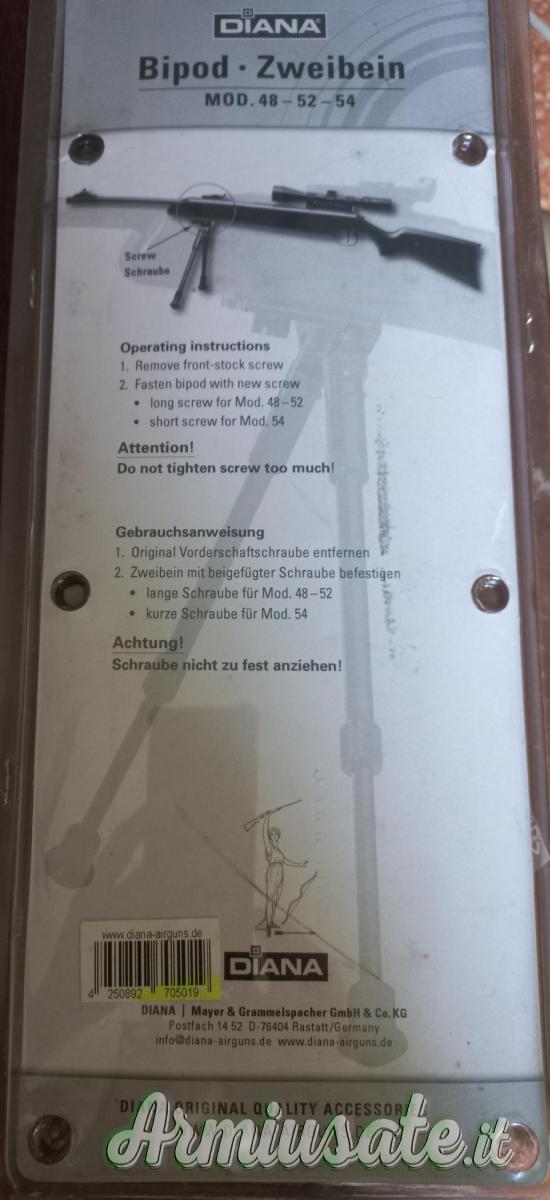 DIANA
Bipod · Zweibein
MOD. 48 – 52 – 54
Screw
Schraube
Operating instructions
1. Remove front-stock screw
2. Fasten bipod with new screw
• long screw for Mod. 48 – 52
• short screw for Mod. 54
Attention!
Do not tighten screw too much!
Gebrauchsanweisung
1. Original Vorderschaftschraube entfernen
2. Zweibein mit beigefügter Schraube befestigen
• lange Schraube für Mod. 48 – 52
• kurze Schraube für Mod. 54
Achtung!
Schraube nicht zu fest anziehen!
www.diana-airguns.de
4 250892 705019
DIANA
DIANA | Mayer & Grammelspacher GmbH & Co. KG
Postfach 14 52 D-76404 Rastatt/Germany
info@diana-airguns.de www.diana-airguns.de
DIANA ORIGINAL QUALITY ACCESSORIES
Armiusate.it